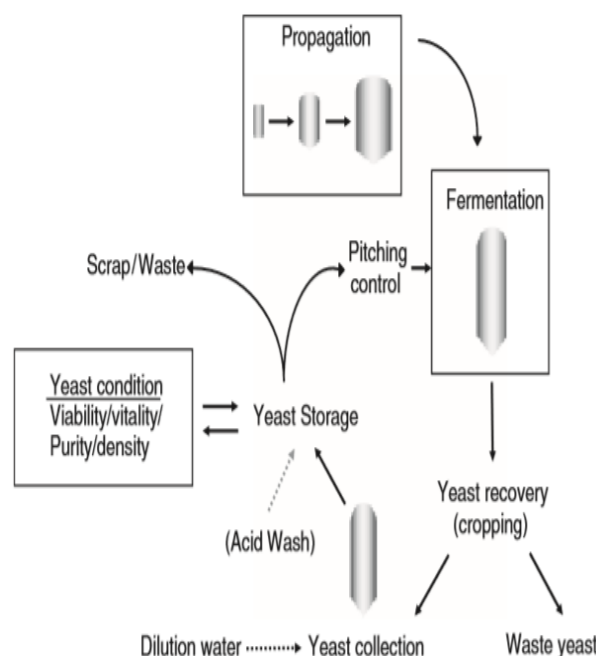 Propagation
Fermentation
Pitching
control
Scrap/Waste
Yeast condition
Viability/vitality/
Purity/density
Yeast Storage
(Acid Wash)
Yeast recovery
(cropping)
Dilution water
Yeast collection
Waste yeast